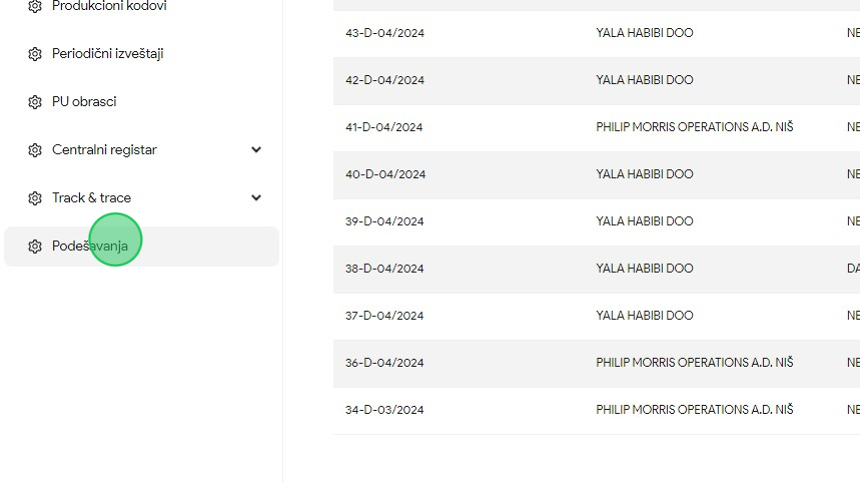 Produkcioni kodovi
Periodični izveštaji
PU obrasci
Centralni registar
Track & trace
Podešavanja
43-D-04/2024 YALA HABIBI DOO NE
42-D-04/2024 YALA HABIBI DOO NE
41-D-04/2024 PHILIP MORRIS OPERATIONS A.D. NIŠ NE
40-D-04/2024 YALA HABIBI DOO NE
39-D-04/2024 YALA HABIBI DOO NE
38-D-04/2024 YALA HABIBI DOO DA
37-D-04/2024 YALA HABIBI DOO NE
36-D-04/2024 PHILIP MORRIS OPERATIONS A.D. NIŠ NE
34-D-03/2024 PHILIP MORRIS OPERATIONS A.D. NIŠ NE